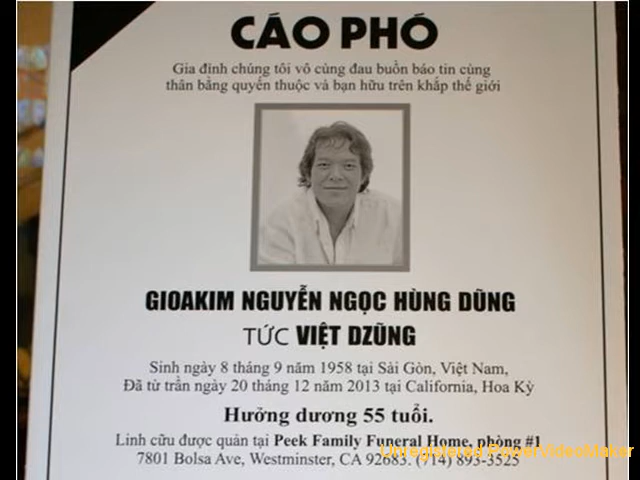 CÁO PHÓ
Gia đình chúng tôi vô cùng đau buồn báo tin cùng
thân bằng quyến thuộc và bạn hữu trên khắp thế giới
GIOAKIM NGUYỄN NGỌC HÙNG DŨNG
TỨC VIỆT DZŨNG
Sinh ngày 8 tháng 9 năm 1958 tại Sài Gòn, Việt Nam,
Đã từ trần ngày 20 tháng 12 năm 2013 tại California, Hoa Kỳ
Hưởng dương 55 tuổi.
Linh cữu được quản tại Peek Family Funeral Home, phòng #1
7801 Bolsa Ave, Westminster, CA 92683. (714) 893-3525
Unregistered PowerVideoMaker